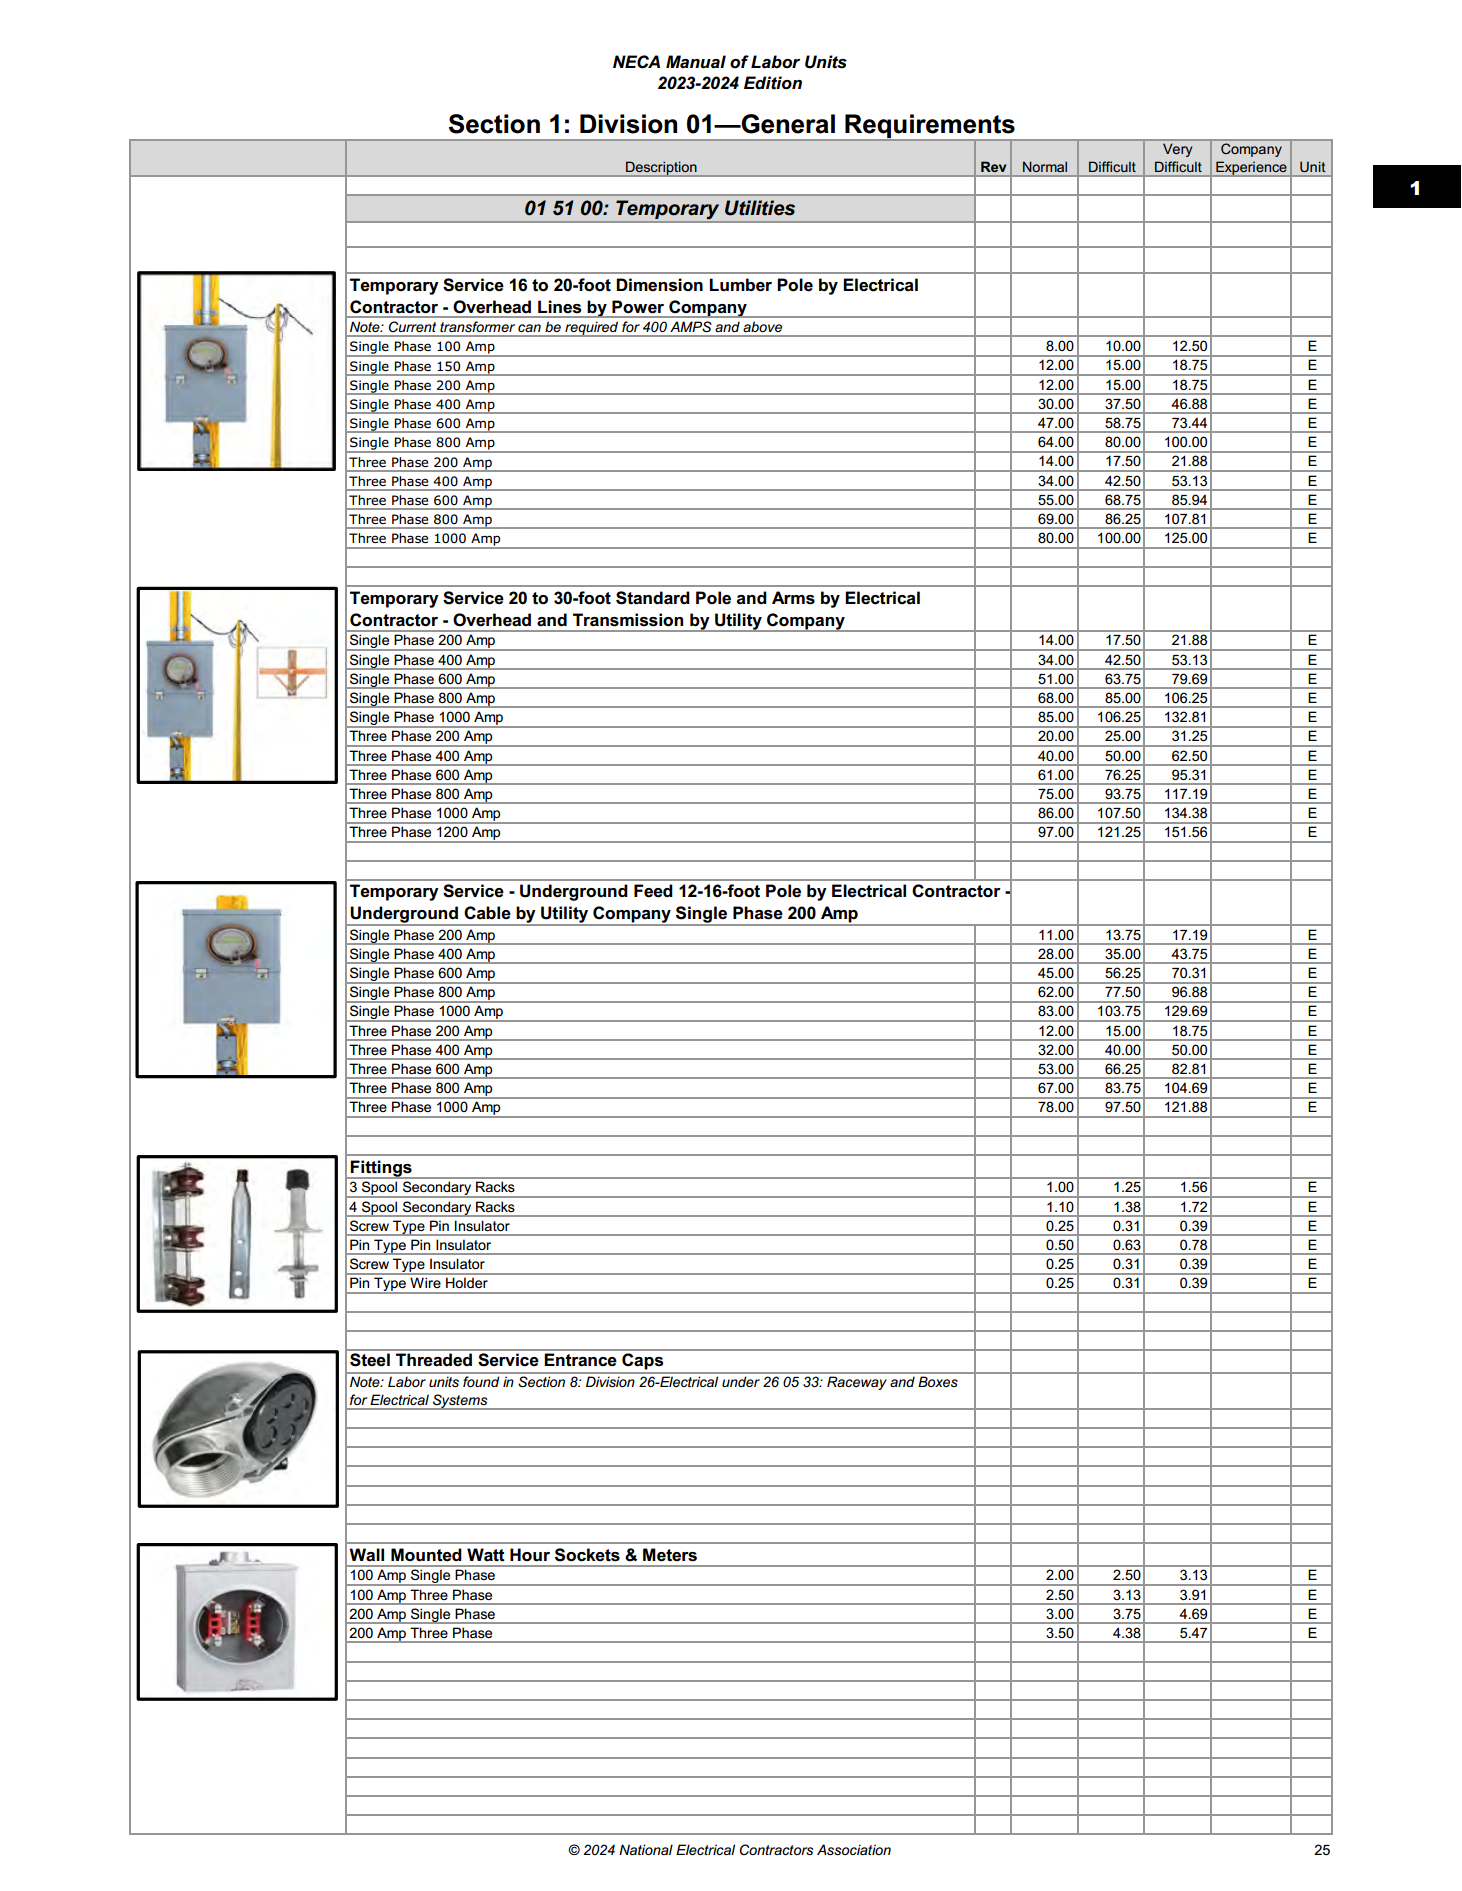 NECA Manual of Labor Units
2023-2024 Edition
Section 1: Division 01—General Requirements
Description Rev Normal Difficult Very Difficult Company Experience Unit
1
01 51 00: Temporary Utilities
Temporary Service 16 to 20-foot Dimension Lumber Pole by Electrical
Contractor - Overhead Lines by Power Company
Note: Current transformer can be required for 400 AMPS and above
Single Phase 100 Amp 8.00 10.00 12.50 E
Single Phase 150 Amp 12.00 15.00 18.75 E
Single Phase 200 Amp 12.00 15.00 18.75 E
Single Phase 400 Amp 30.00 37.50 46.88 E
Single Phase 600 Amp 47.00 58.75 73.44 E
Single Phase 800 Amp 64.00 80.00 100.00 E
Three Phase 200 Amp 14.00 17.50 21.88 E
Three Phase 400 Amp 34.00 42.50 53.13 E
Three Phase 600 Amp 55.00 68.75 85.94 E
Three Phase 800 Amp 69.00 86.25 107.81 E
Three Phase 1000 Amp 80.00 100.00 125.00 E
Temporary Service 20 to 30-foot Standard Pole and Arms by Electrical
Contractor - Overhead and Transmission by Utility Company
Single Phase 200 Amp 14.00 17.50 21.88 E
Single Phase 400 Amp 34.00 42.50 53.13 E
Single Phase 600 Amp 51.00 63.75 79.69 E
Single Phase 800 Amp 68.00 85.00 106.25 E
Single Phase 1000 Amp 85.00 106.25 132.81 E
Three Phase 200 Amp 20.00 25.00 31.25 E
Three Phase 400 Amp 40.00 50.00 62.50 E
Three Phase 600 Amp 61.00 76.25 95.31 E
Three Phase 800 Amp 75.00 93.75 117.19 E
Three Phase 1000 Amp 86.00 107.50 134.38 E
Three Phase 1200 Amp 97.00 121.25 151.56 E
Temporary Service - Underground Feed 12-16-foot Pole by Electrical Contractor -
Underground Cable by Utility Company Single Phase 200 Amp
Single Phase 200 Amp 11.00 13.75 17.19 E
Single Phase 400 Amp 28.00 35.00 43.75 E
Single Phase 600 Amp 45.00 56.25 70.31 E
Single Phase 800 Amp 62.00 77.50 96.88 E
Single Phase 1000 Amp 83.00 103.75 129.69 E
Three Phase 200 Amp 12.00 15.00 18.75 E
Three Phase 400 Amp 32.00 40.00 50.00 E
Three Phase 600 Amp 53.00 66.25 82.81 E
Three Phase 800 Amp 67.00 83.75 104.69 E
Three Phase 1000 Amp 78.00 97.50 121.88 E
Fittings
3 Spool Secondary Racks 1.00 1.25 1.56 E
4 Spool Secondary Racks 1.10 1.38 1.72 E
Screw Type Pin Insulator 0.25 0.31 0.39 E
Pin Type Pin Insulator 0.50 0.63 0.78 E
Screw Type Insulator 0.25 0.31 0.39 E
Pin Type Wire Holder 0.25 0.31 0.39 E
Steel Threaded Service Entrance Caps
Note: Labor units found in Section 8: Division 26-Electrical under 26 05 33: Raceway and Boxes
for Electrical Systems
Wall Mounted Watt Hour Sockets & Meters
100 Amp Single Phase 2.00 2.50 3.13 E
100 Amp Three Phase 2.50 3.13 3.91 E
200 Amp Single Phase 3.00 3.75 4.69 E
200 Amp Three Phase 3.50 4.38 5.47 E
© 2024 National Electrical Contractors Association 25